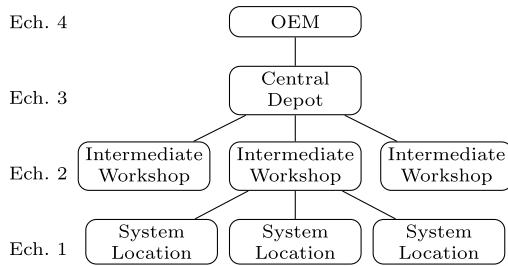 Ech. 4
OEM
Ech. 3
Central
Depot
Ech. 2
Intermediate
Workshop
Intermediate
Workshop
Intermediate
Workshop
Ech. 1
System
Location
System
Location
System
Location